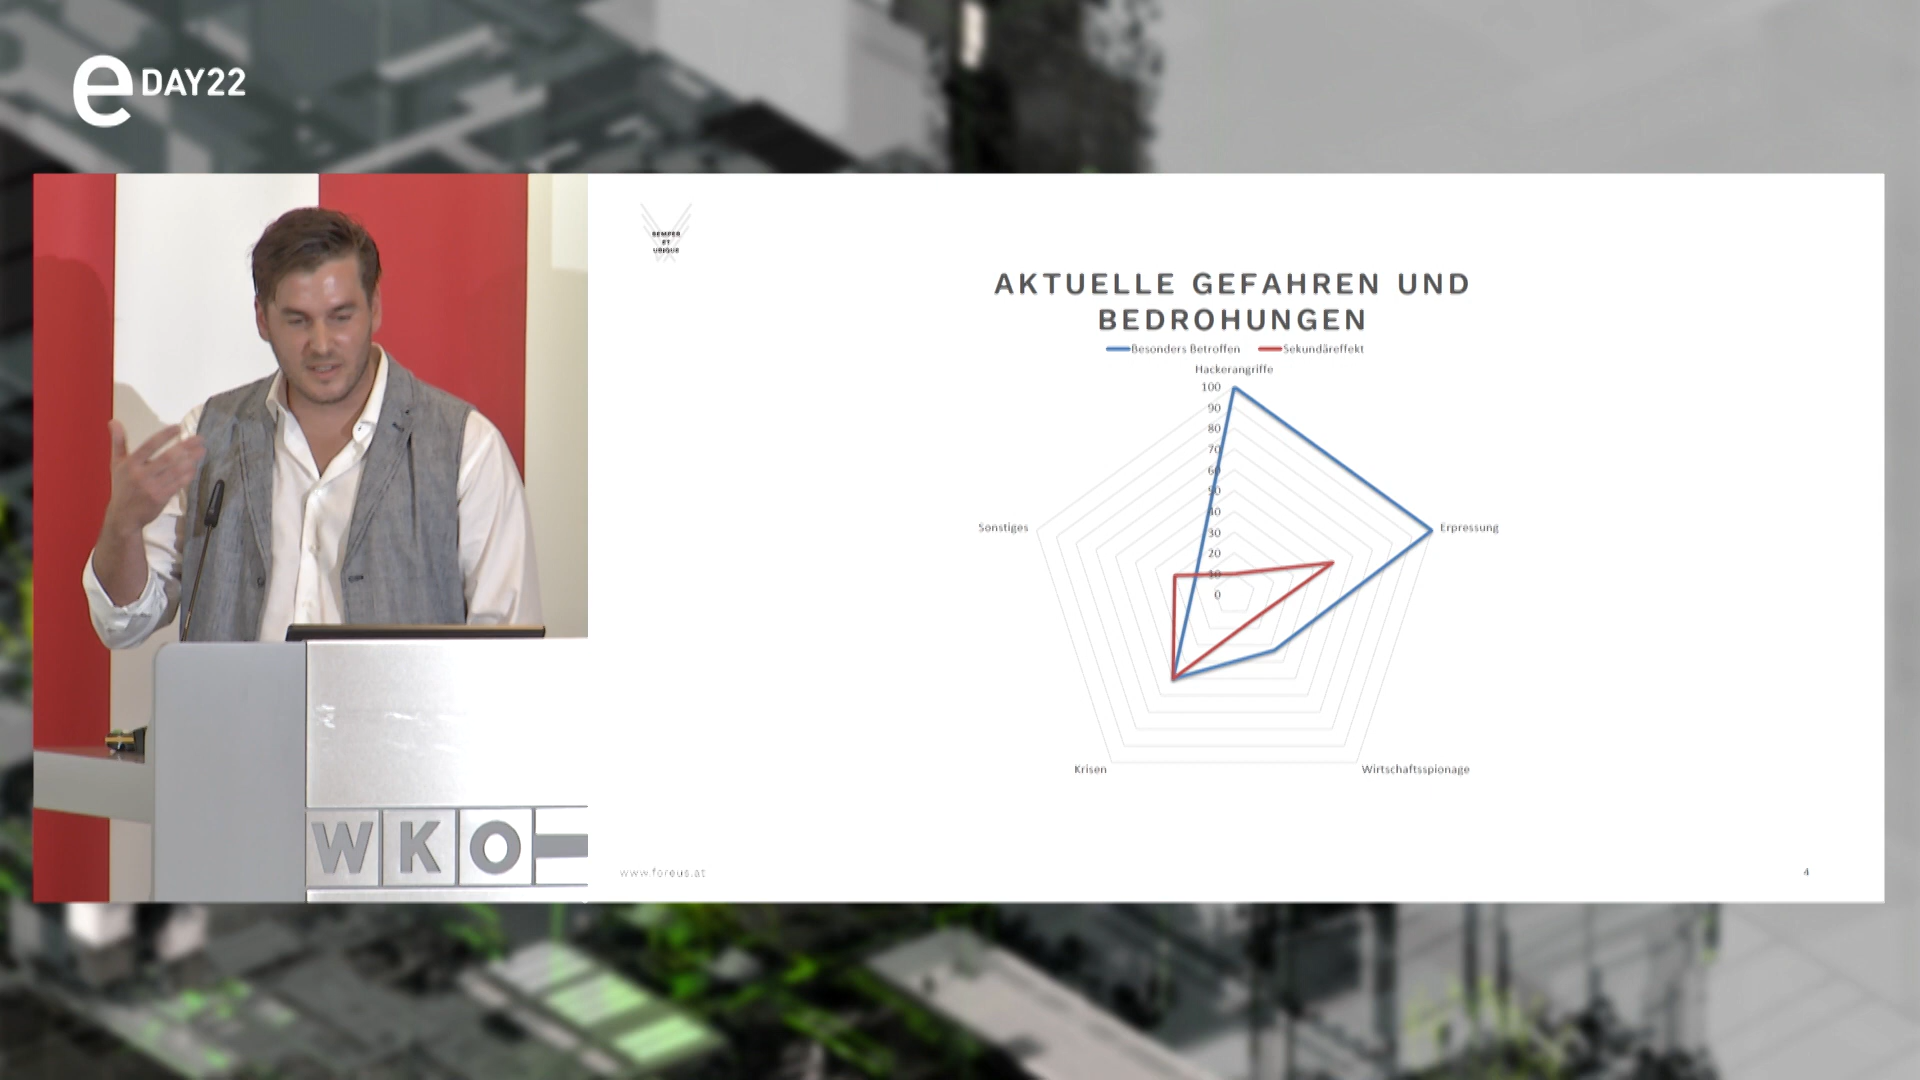 e DAY22
SEMPER
ET
UBIQUE
AKTUELLE GEFAHREN UND
BEDROHUNGEN
Besonders Betroffen Sekundäreffekt
Hackerangriffe
100
90
80
70
60
50
40
30
20
10
0
Sonstiges
Erpressung
Krisen
Wirtschaftsspionage
WKO
www.foreus.at
4